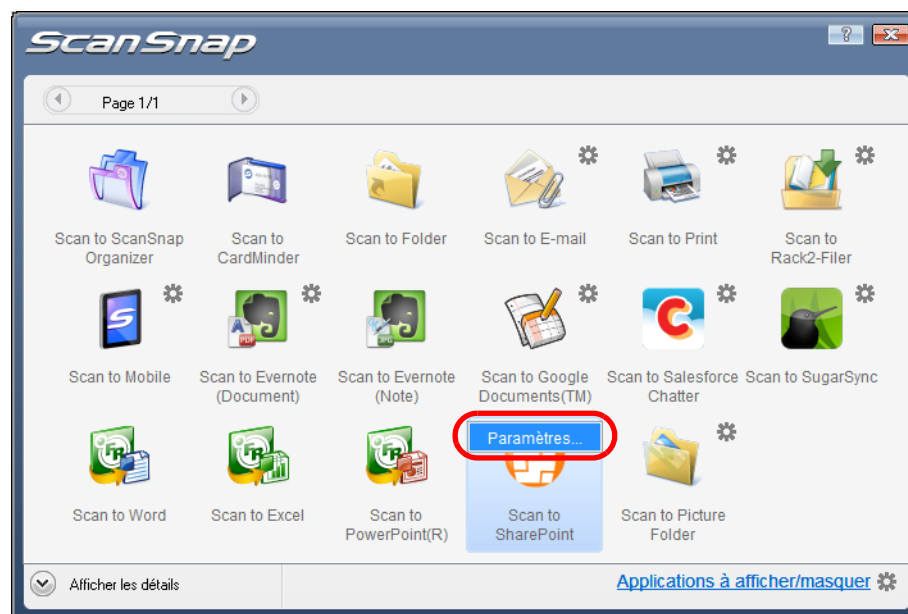 ScanSnap
Page 1/1
Scan to ScanSnap
Organizer
Scan to
CardMinder
Scan to Folder
Scan to E-mail
Scan to Print
Scan to
Rack2-Filer
Scan to Mobile
Scan to Evernote
(Document)
Scan to Evernote
(Note)
Scan to Google
Documents(TM)
Scan to Salesforce
Chatter
Scan to SugarSync
Paramètres...
Scan to Word
Scan to Excel
Scan to
PowerPoint(R)
Scan to
SharePoint
Scan to Picture
Folder
Afficher les détails
Applications à afficher/masquer